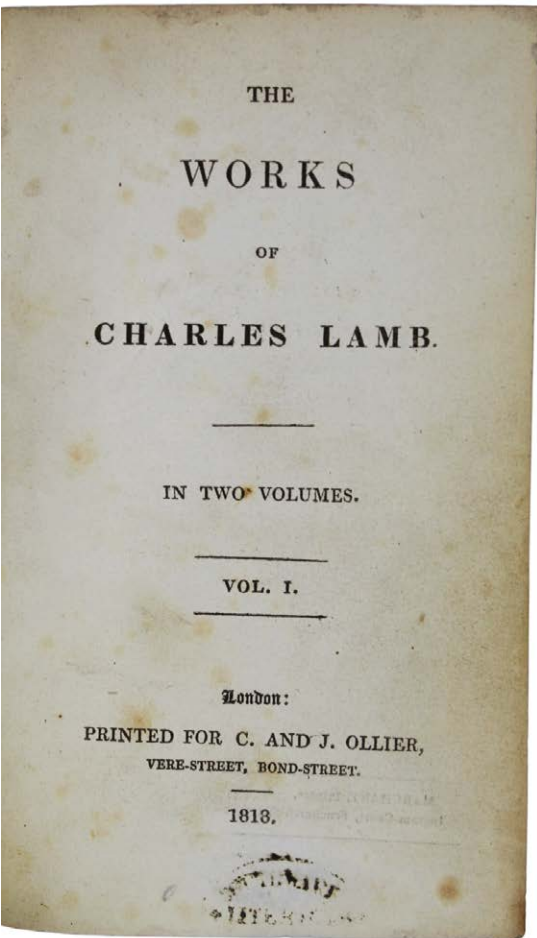 THE
WORKS
OF
CHARLES LAMB.
IN TWO VOLUMES.
VOL. I.
London:
PRINTED FOR C. AND J. OLLIER,
VERE-STREET, BOND-STREET.
1818.